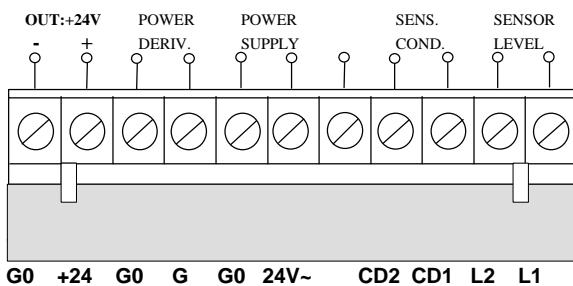 OUT:+24V POWER POWER SENS. SENSOR
- + DERIV. SUPPLY COND. LEVEL
G0 +24 G0 G G0 24V~ CD2 CD1 L2 L1